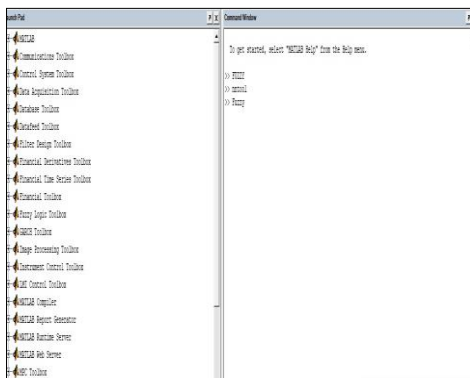 Launch Pad
MATLAB
Communications Toolbox
Control System Toolbox
Data Acquisition Toolbox
Database Toolbox
Datafeed Toolbox
Filter Design Toolbox
Financial Derivatives Toolbox
Financial Time Series Toolbox
Financial Toolbox
Fuzzy Logic Toolbox
GARCH Toolbox
Image Processing Toolbox
Instrument Control Toolbox
LMI Control Toolbox
MATLAB Compiler
MATLAB Report Generator
MATLAB Runtime Server
MATLAB Web Server
MPC Toolbox
Command Window
To get started, select "MATLAB Help" from the Help menu.
>> FUZZY
>> nntool
>> Fuzzy